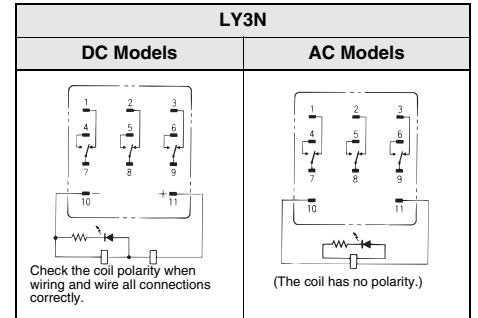 LY3N
DC Models
AC Models
1 2 3
4 5 6
7 8 9
10 − + 11
Check the coil polarity when
wiring and wire all connections
correctly.
1 2 3
4 5 6
7 8 9
10 11
(The coil has no polarity.)